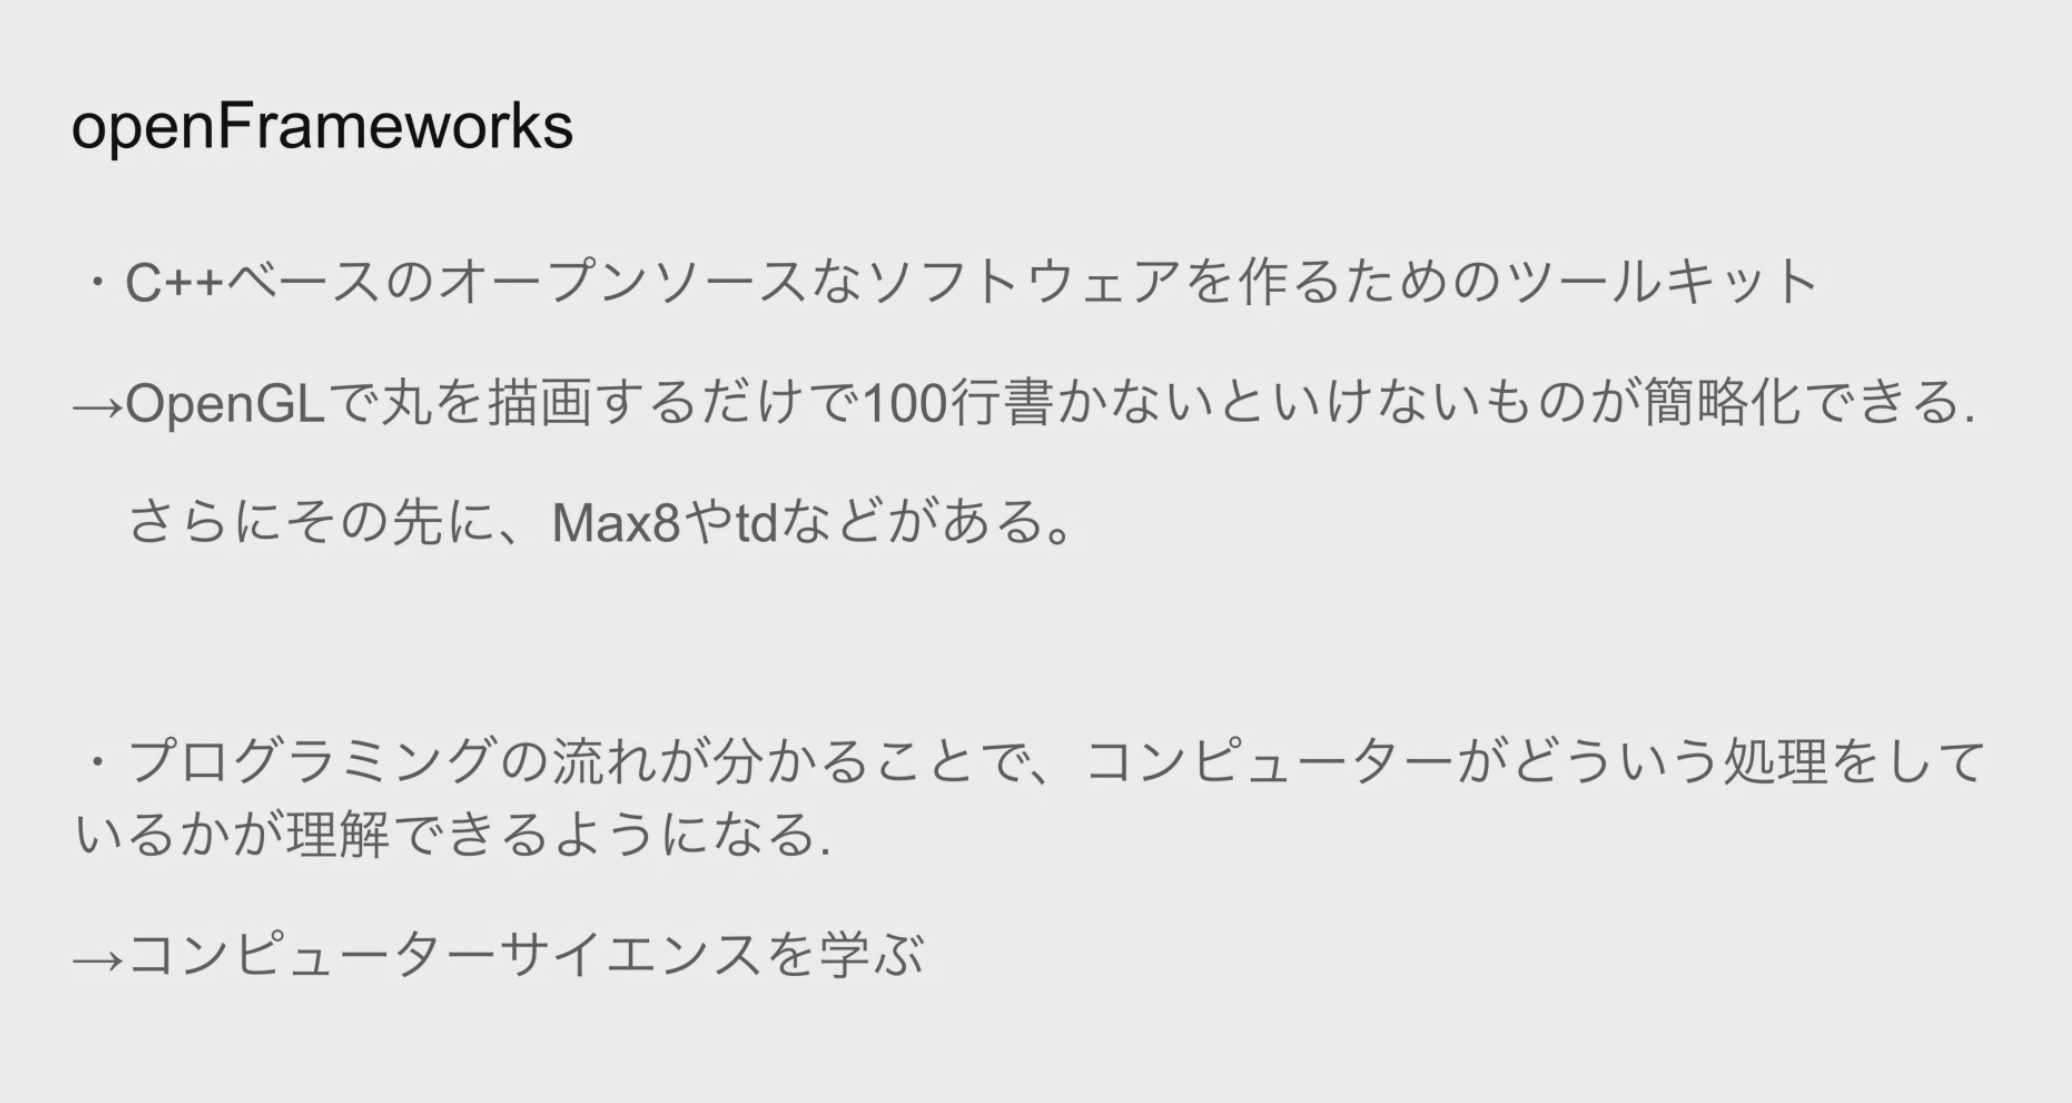 openFrameworks
・C++ベースのオープンソースなソフトウェアを作るためのツールキット
→OpenGLで丸を描画するだけで100行書かないといけないものが簡略化できる.
さらにその先に、Max8やtdなどがある。
・プログラミングの流れが分かることで、コンピューターがどういう処理をして
いるかが理解できるようになる.
→コンピューターサイエンスを学ぶ